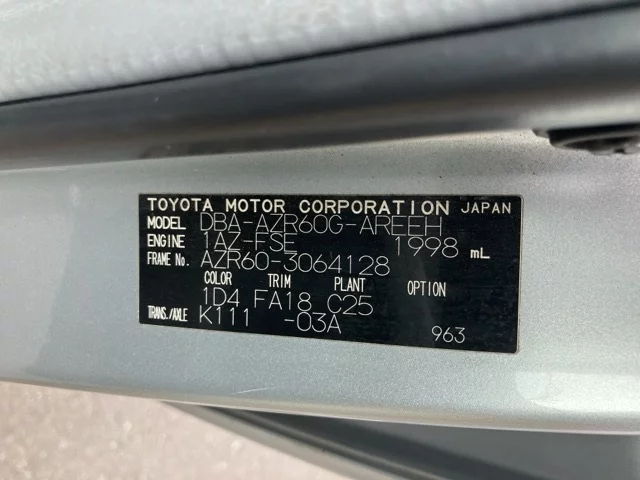 TOYOTA MOTOR CORPORATION JAPAN
MODEL DBA-AZR60G-AREEH
ENGINE 1AZ-FSE 1998 mL
FRAME No. AZR60-3064128
COLOR TRIM PLANT OPTION
1D4 FA18 C25
TRANS./AXLE K111 -03A
963